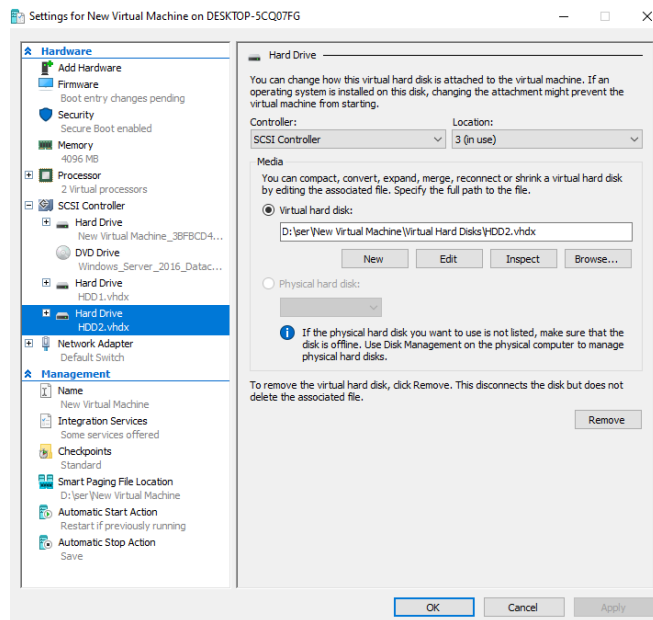 Settings for New Virtual Machine on DESKTOP-5CQ07FG
Hardware
Add Hardware
Firmware
Boot entry changes pending
Security
Secure Boot enabled
Memory
4096 MB
Processor
2 Virtual processors
SCSI Controller
Hard Drive
New Virtual Machine_3BFBCD4...
DVD Drive
Windows_Server_2016_Datac...
Hard Drive
HDD1.vhdx
Hard Drive
HDD2.vhdx
Network Adapter
Default Switch
Management
Name
New Virtual Machine
Integration Services
Some services offered
Checkpoints
Standard
Smart Paging File Location
D:\ser\New Virtual Machine
Automatic Start Action
Restart if previously running
Automatic Stop Action
Save
Hard Drive
You can change how this virtual hard disk is attached to the virtual machine. If an
operating system is installed on this disk, changing the attachment might prevent the
virtual machine from starting.
Controller:
Location:
SCSI Controller
3 (in use)
Media
You can compact, convert, expand, merge, reconnect or shrink a virtual hard disk
by editing the associated file. Specify the full path to the file.
Virtual hard disk:
D:\ser\New Virtual Machine\Virtual Hard Disks\HDD2.vhdx
New
Edit
Inspect
Browse...
Physical hard disk:
If the physical hard disk you want to use is not listed, make sure that the
disk is offline. Use Disk Management on the physical computer to manage
physical hard disks.
To remove the virtual hard disk, click Remove. This disconnects the disk but does not
delete the associated file.
Remove
OK
Cancel
Apply